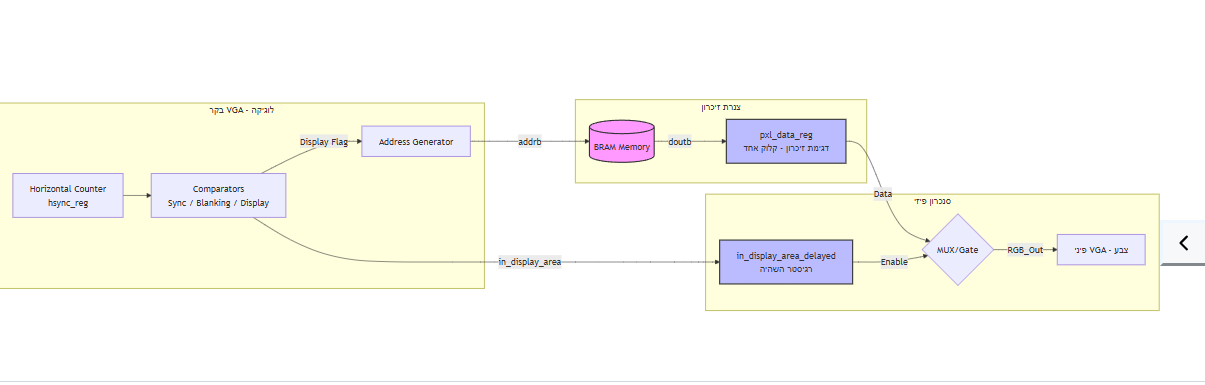 בקר VGA - לוגיקה
Horizontal Counter
hsync_reg
Comparators
Sync / Blanking / Display
Display Flag
Address Generator
addrb
in_display_area
צנרת זיכרון
BRAM Memory
doutb
pxl_data_reg
דגימת זיכרון - קלוק אחד
Data
סנכרון פיזי
in_display_area_delayed
רגיסטר השהיה
Enable
MUX/Gate
RGB_Out
פיני VGA - צבע